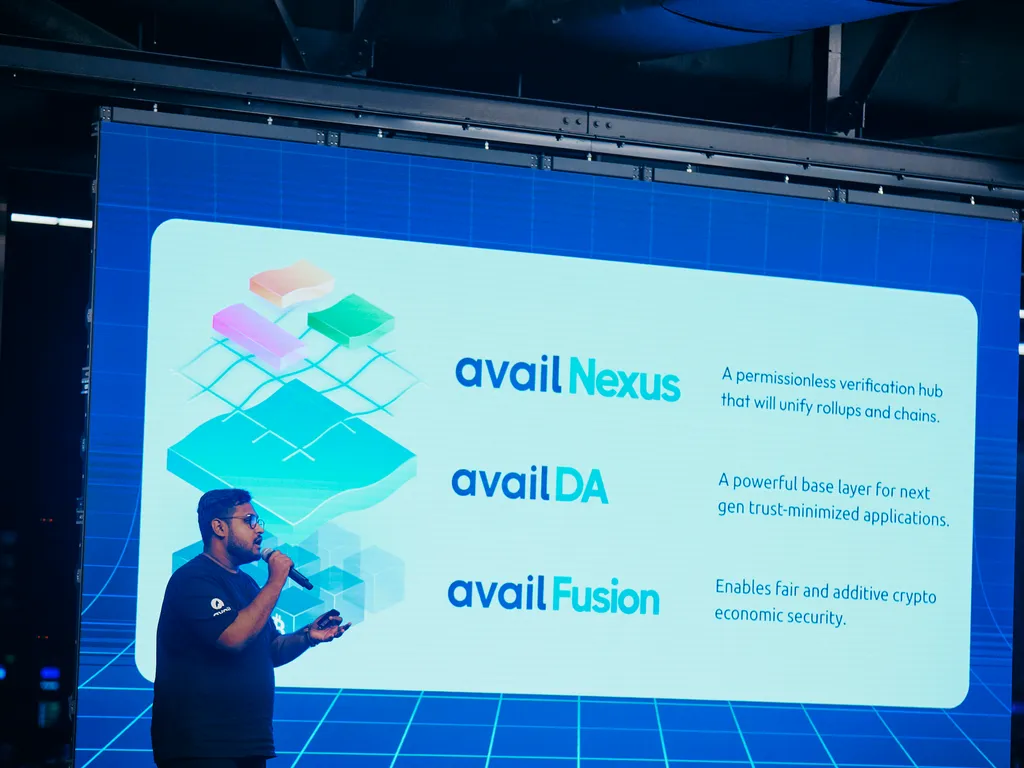 avail Nexus
A permissionless verification hub
that will unify rollups and chains.
avail DA
A powerful base layer for next
gen trust-minimized applications.
avail Fusion
Enables fair and additive crypto
economic security.